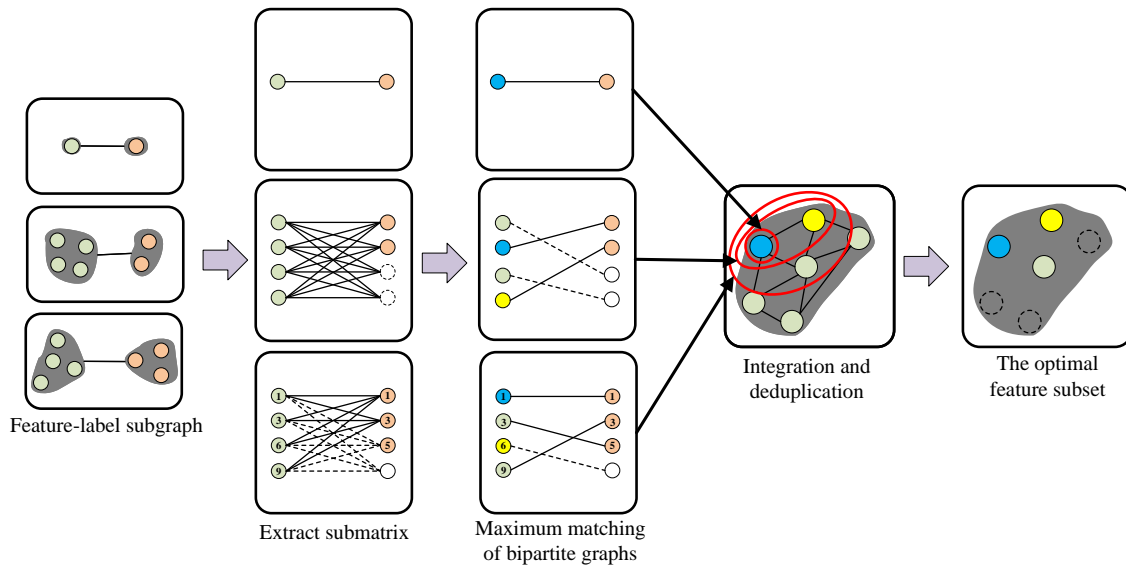 Feature-label subgraph
1 1
3 3
6 5
9
Extract submatrix
1 1
3 3
6 5
9
Maximum matching
of bipartite graphs
Integration and
deduplication
The optimal
feature subset